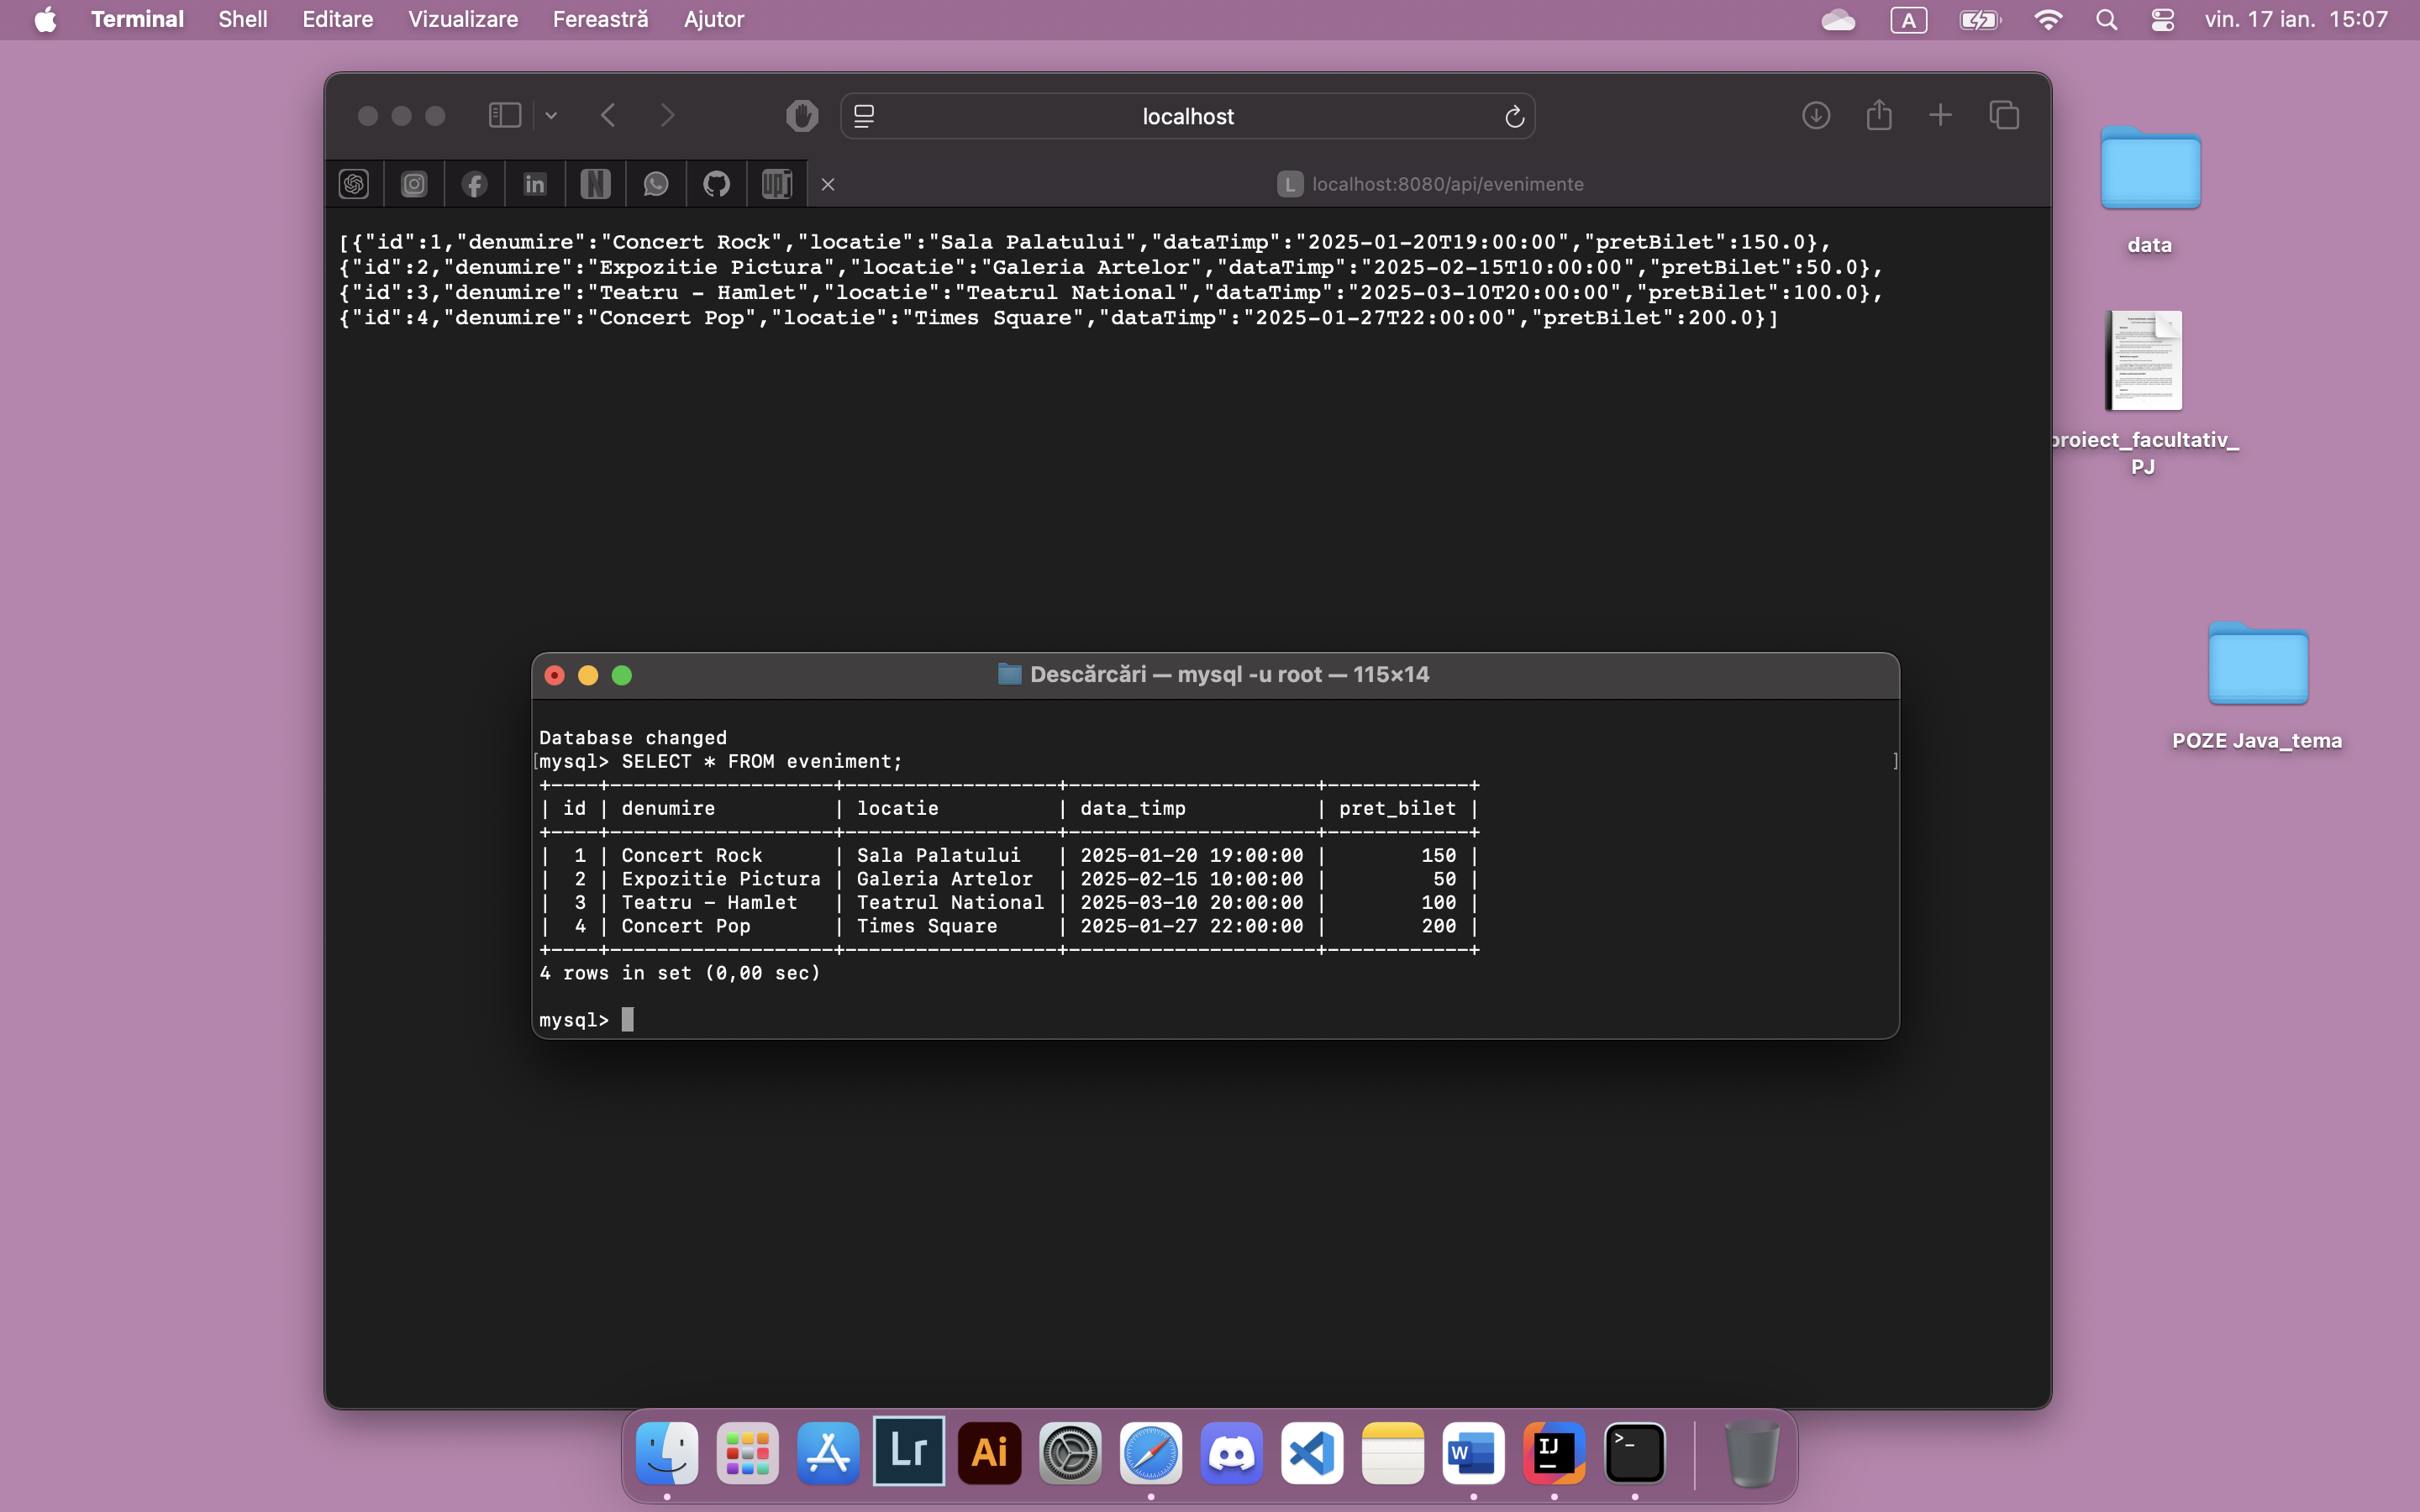 Terminal Shell Editare Vizualizare Fereastră Ajutor A vin. 17 ian. 15:07
localhost
L localhost:8080/api/evenimente
[{"id":1,"denumire":"Concert Rock","locatie":"Sala Palatului","dataTimp":"2025-01-20T19:00:00","pretBilet":150.0},
{"id":2,"denumire":"Expozitie Pictura","locatie":"Galeria Artelor","dataTimp":"2025-02-15T10:00:00","pretBilet":50.0},
{"id":3,"denumire":"Teatru - Hamlet","locatie":"Teatrul National","dataTimp":"2025-03-10T20:00:00","pretBilet":100.0},
{"id":4,"denumire":"Concert Pop","locatie":"Times Square","dataTimp":"2025-01-27T22:00:00","pretBilet":200.0}]
data
proiect_facultativ_
PJ
POZE Java_tema
Descărcări — mysql -u root — 115×14
Database changed
[mysql> SELECT * FROM eveniment; ]
+----+-------------------+------------------+---------------------+------------+
| id | denumire | locatie | data_timp | pret_bilet |
+----+-------------------+------------------+---------------------+------------+
| 1 | Concert Rock | Sala Palatului | 2025-01-20 19:00:00 | 150 |
| 2 | Expozitie Pictura | Galeria Artelor | 2025-02-15 10:00:00 | 50 |
| 3 | Teatru - Hamlet | Teatrul National | 2025-03-10 20:00:00 | 100 |
| 4 | Concert Pop | Times Square | 2025-01-27 22:00:00 | 200 |
+----+-------------------+------------------+---------------------+------------+
4 rows in set (0,00 sec)
mysql>
Lr Ai W IJ >_